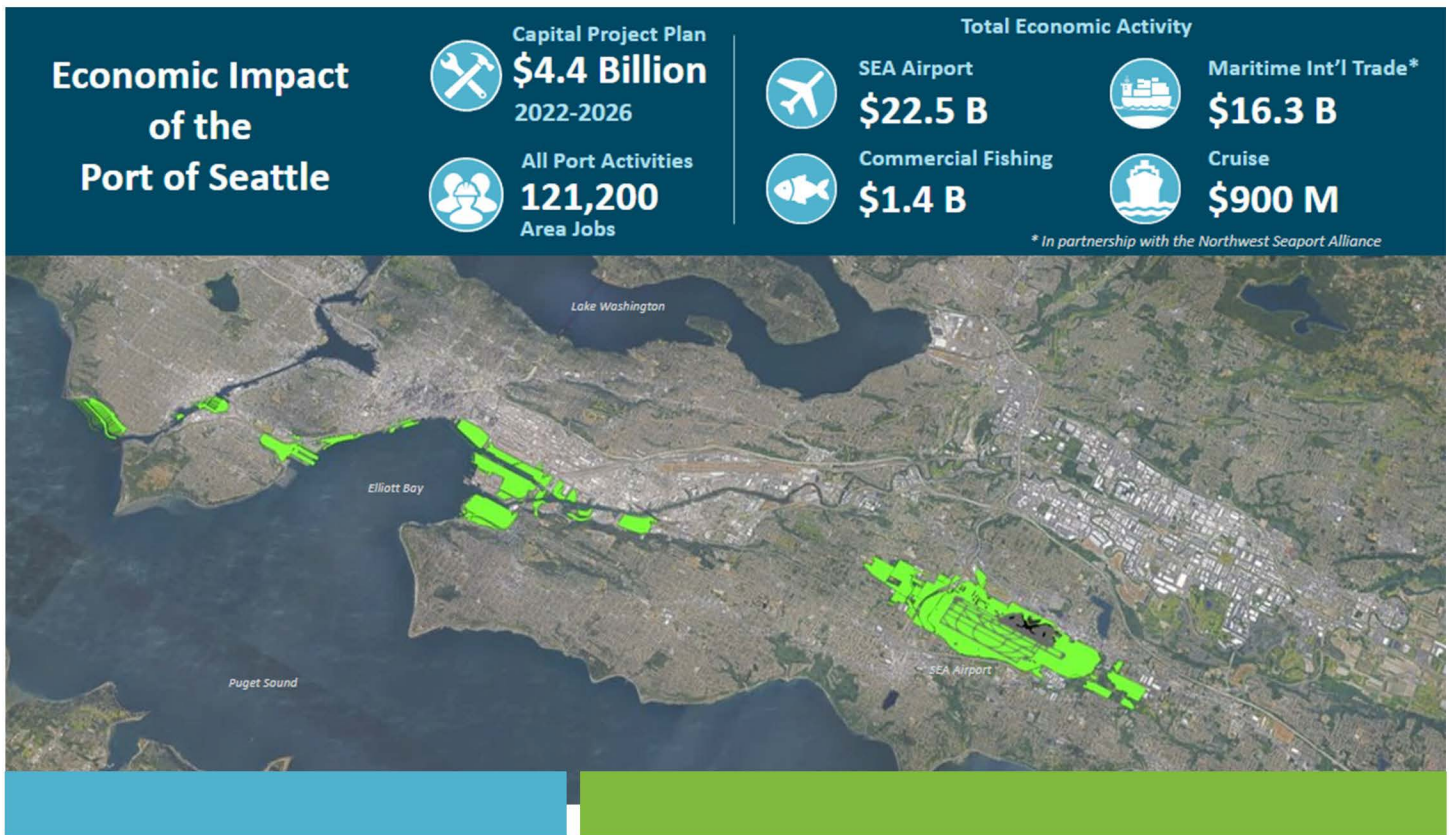 Economic Impact
of the
Port of Seattle
Capital Project Plan
$4.4 Billion
2022-2026
All Port Activities
121,200
Area Jobs
Total Economic Activity
SEA Airport
$22.5 B
Maritime Int'l Trade*
$16.3 B
Commercial Fishing
$1.4 B
Cruise
$900 M
* In partnership with the Northwest Seaport Alliance
Lake Washington
Elliott Bay
SEA Airport
Puget Sound